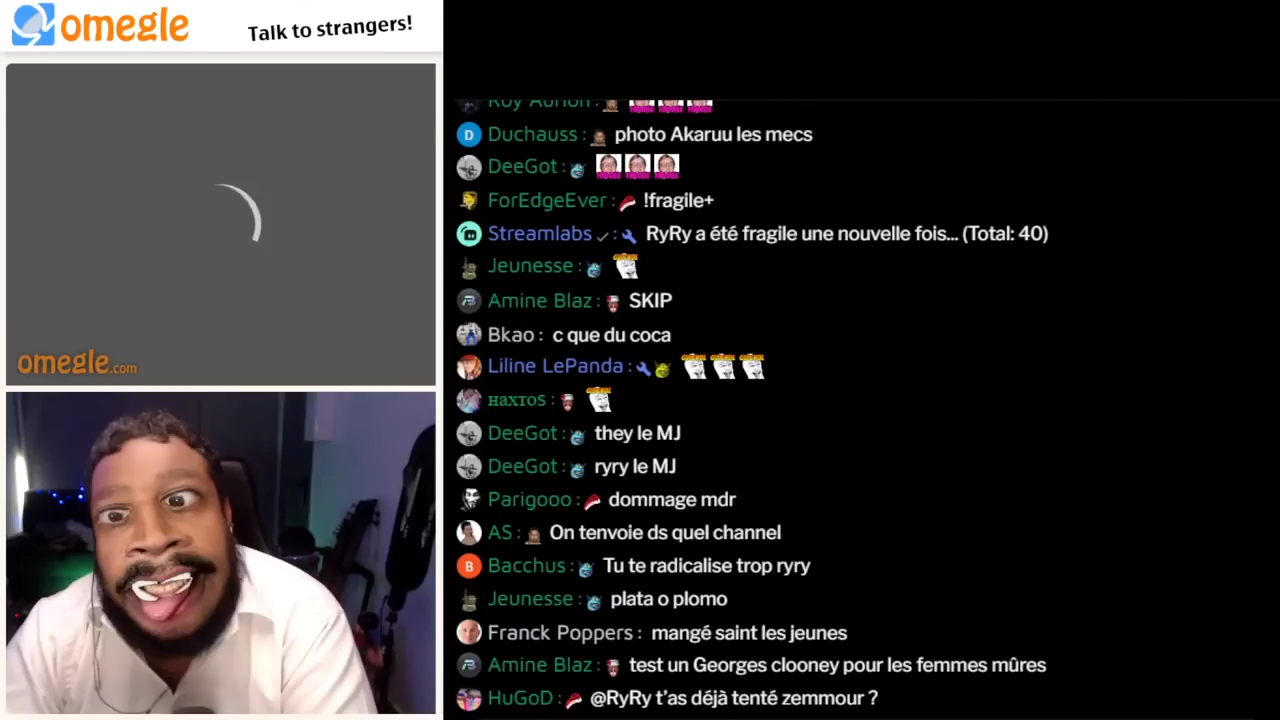 omegle
Talk to strangers!
omegle.com
Roy Aurion :
Duchauss : photo Akaruu les mecs
DeeGot :
ForEdgeEver : !fragile+
Streamlabs : RyRy a été fragile une nouvelle fois... (Total: 40)
Jeunesse :
Amine Blaz : SKIP
Bkao : c que du coca
Liline LePanda :
нaxтoѕ :
DeeGot : they le MJ
DeeGot : ryry le MJ
Parigooo : dommage mdr
AS : On tenvoie ds quel channel
Bacchus : Tu te radicalise trop ryry
Jeunesse : plata o plomo
Franck Poppers : mangé saint les jeunes
Amine Blaz : test un Georges clooney pour les femmes mûres
HuGoD : @RyRy t'as déjà tenté zemmour ?